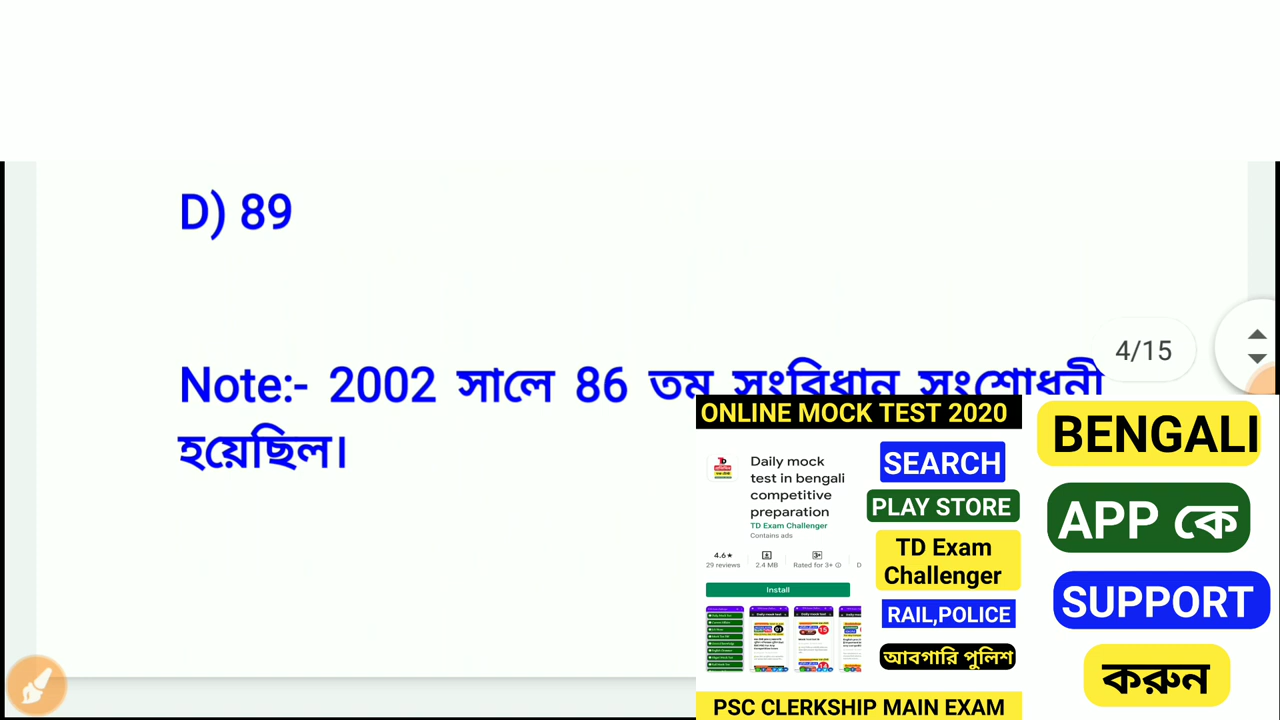 D) 89
4/15
Note:- 2002 সালে 86 তম সংবিধান সংশোধনী
হয়েছিল।
ONLINE MOCK TEST 2020
Daily mock
test in bengali
competitive
preparation
TD Exam Challenger
Contains ads
4.6★
29 reviews
2.4 MB
3+
Rated for 3+
D
Install
SEARCH
PLAY STORE
TD Exam
Challenger
RAIL,POLICE
আবগারি পুলিশ
PSC CLERKSHIP MAIN EXAM
BENGALI
APP কে
SUPPORT
করুন